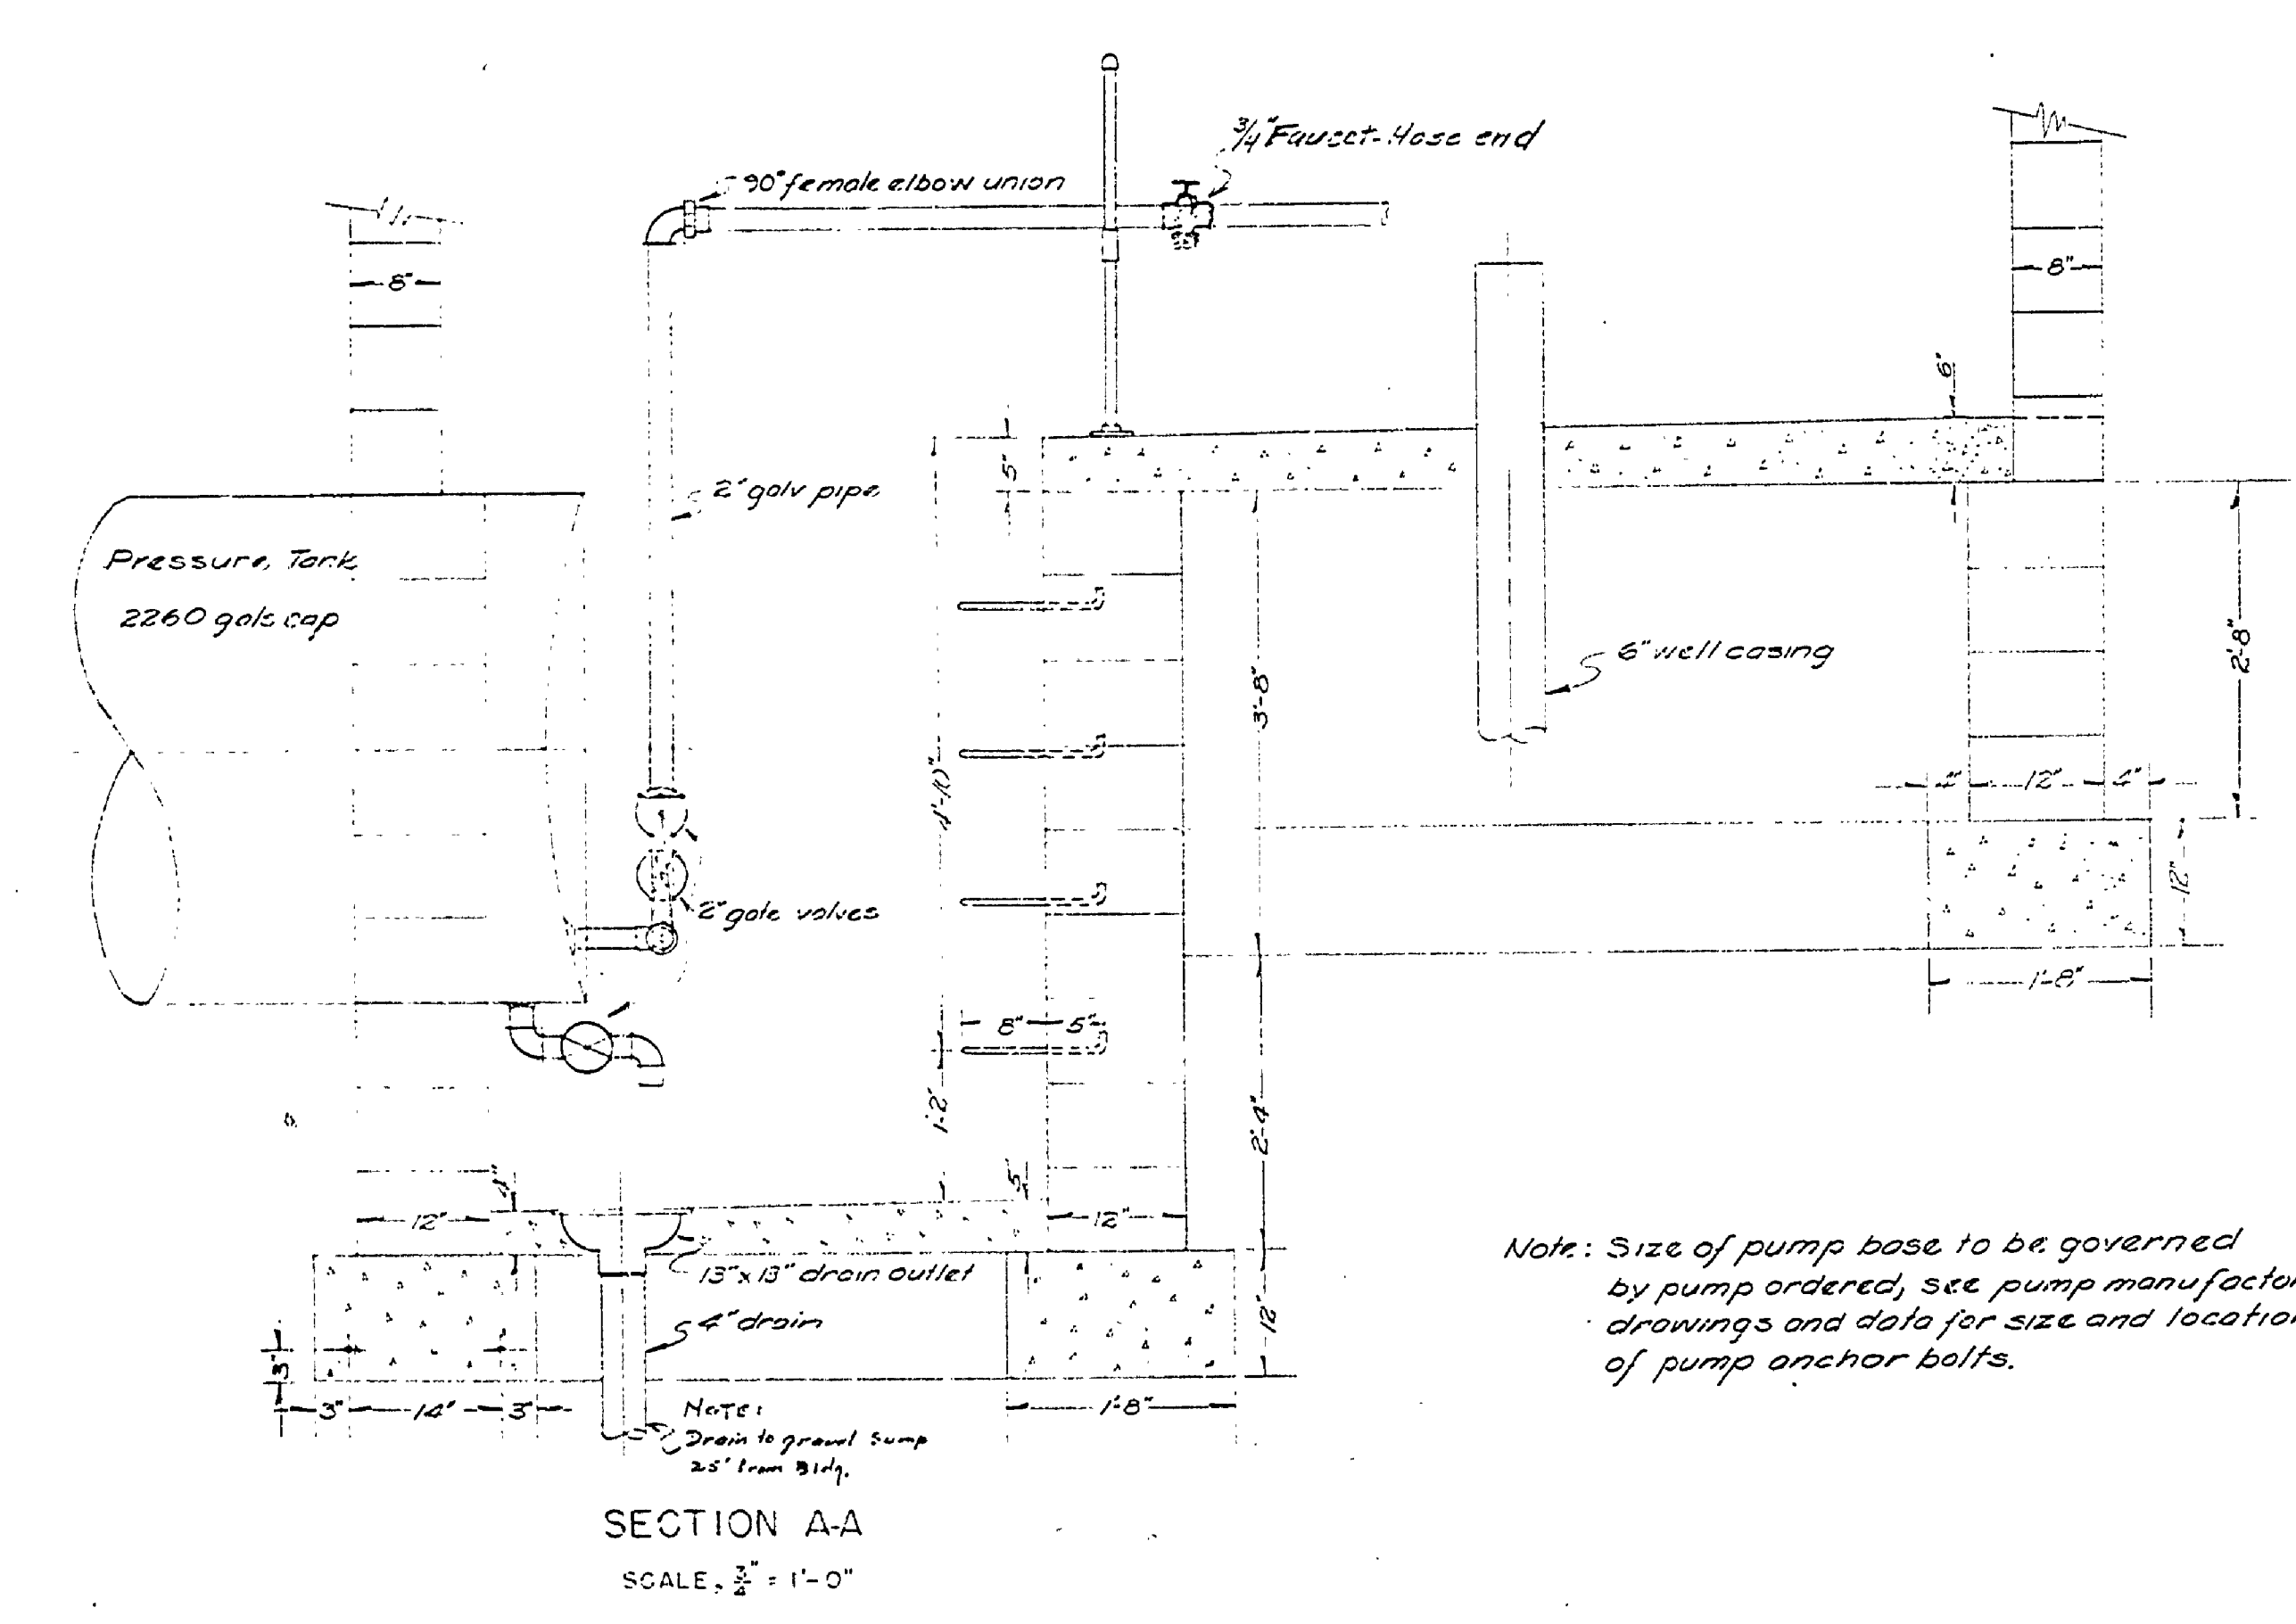 3/4" Faucet-Hose end
90° female elbow union
8"
8"
6"
5"
2" galv pipe
Pressure Tank
2260 gals cap
6" well casing
3'-8"
2'-8"
4'-10"
4"
12"
4"
12"
2" gate valves
1'-8"
8"
5"
1'-2"
2'-4"
4"
5"
12"
12"
13"x13" drain outlet
4" drain
12"
3"
3"
14"
3"
1'-8"
NOTE:
Drain to gravel sump
25' from Bldg.
Note: Size of pump base to be governed
by pump ordered, see pump manufactor
drawings and data for size and location
of pump anchor bolts.
SECTION A-A
SCALE, 3/4" = 1'-0"